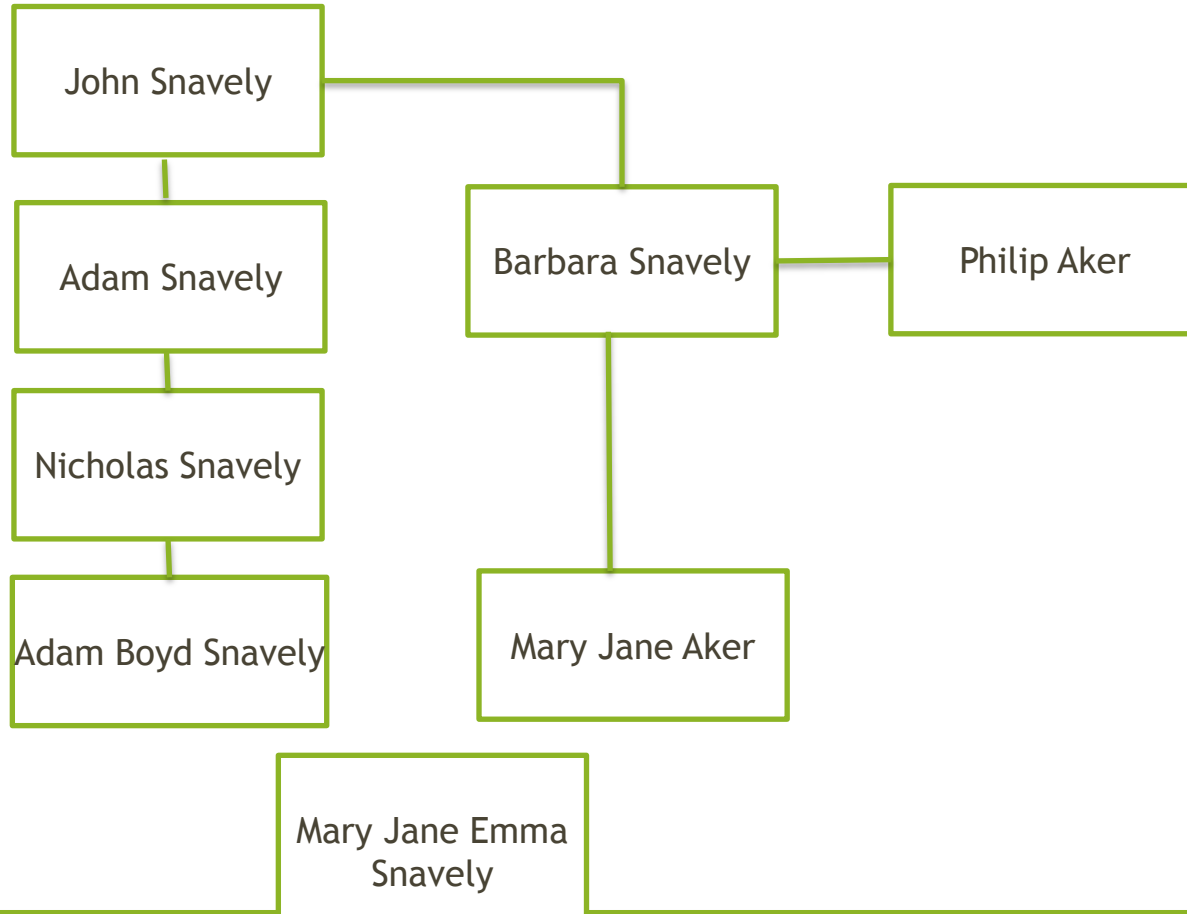 John Snavely
Adam Snavely
Barbara Snavely
Philip Aker
Nicholas Snavely
Adam Boyd Snavely
Mary Jane Aker
Mary Jane Emma
Snavely